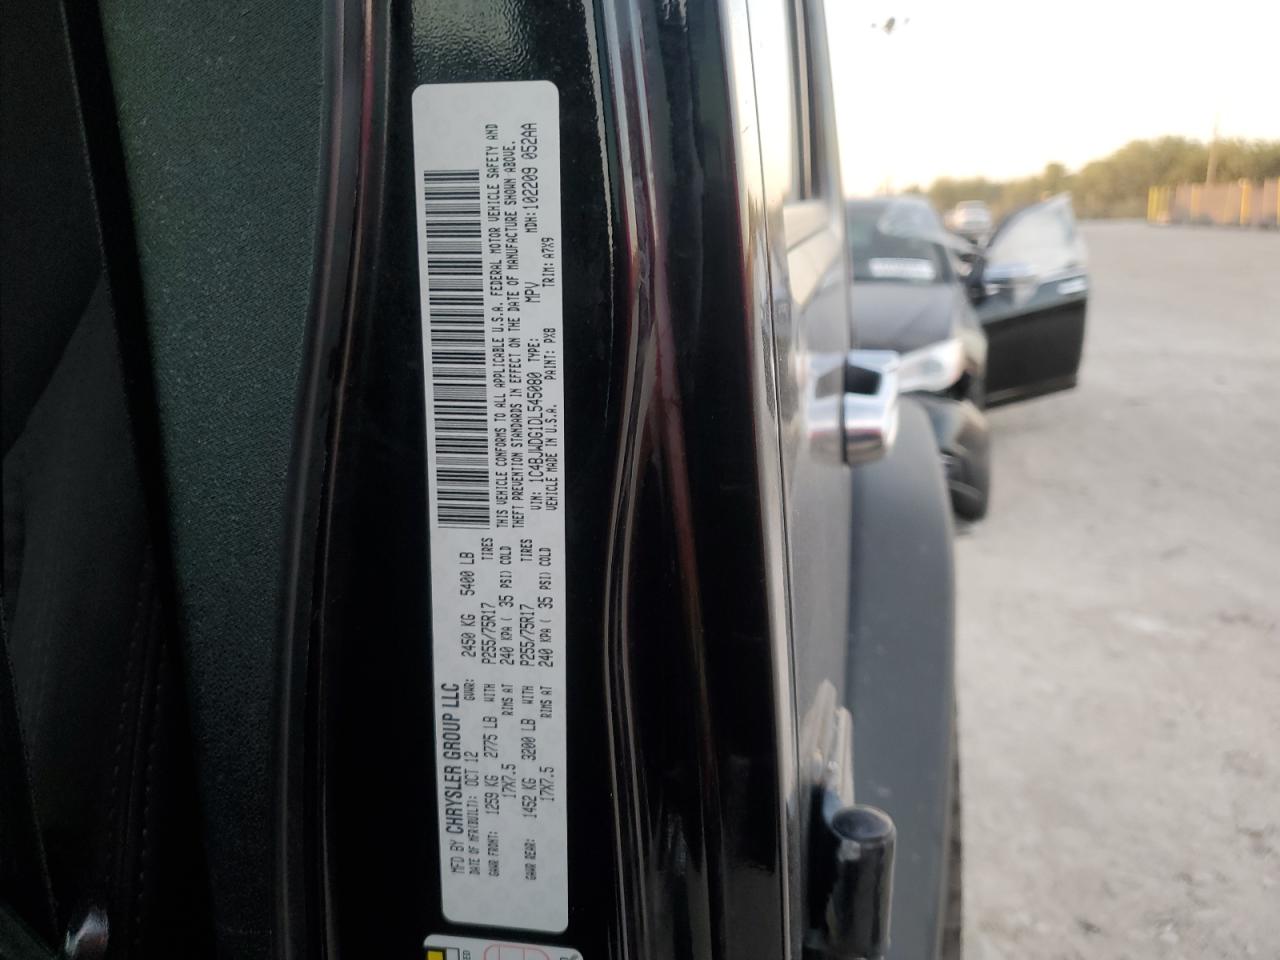 MFD BY CHRYSLER GROUP LLC
DATE OF MFR(BUILT): OCT 12 GVWR: 2450 KG 5400 LB
GAWR FRONT: 1259 KG 2775 LB WITH P255/75R17 TIRES
17X7.5 RIMS AT 240 KPA ( 35 PSI) COLD
GAWR REAR: 1452 KG 3200 LB WITH P255/75R17 TIRES
17X7.5 RIMS AT 240 KPA ( 35 PSI) COLD
THIS VEHICLE CONFORMS TO ALL APPLICABLE U.S.A. FEDERAL MOTOR VEHICLE SAFETY AND
THEFT PREVENTION STANDARDS IN EFFECT ON THE DATE OF MANUFACTURE SHOWN ABOVE.
VIN: 1C4BJWDG1DL545080 TYPE: MPV MDH:102209 052AA
VEHICLE MADE IN U.S.A. PAINT: PX8 TRIM: A7X9